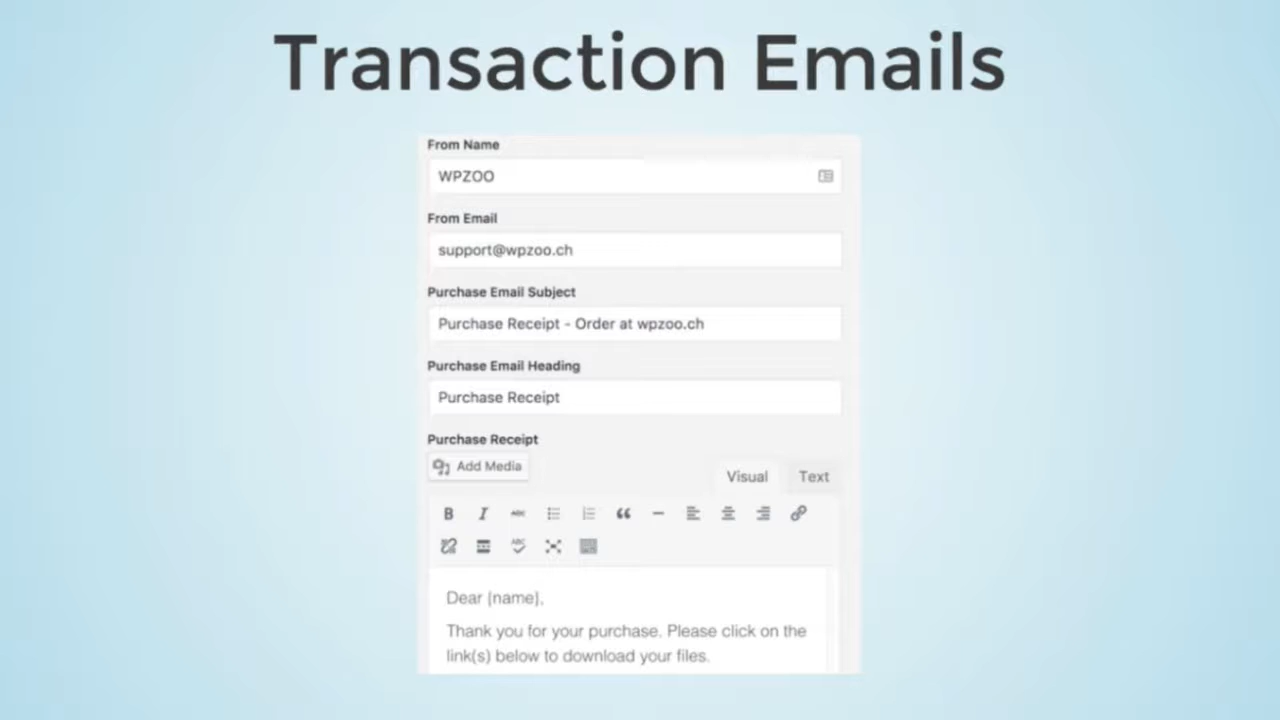 Transaction Emails
From Name
WPZOO
From Email
support@wpzoo.ch
Purchase Email Subject
Purchase Receipt - Order at wpzoo.ch
Purchase Email Heading
Purchase Receipt
Purchase Receipt
Add Media
Visual Text
B I ABC
ABC
Dear {name},
Thank you for your purchase. Please click on the
link(s) below to download your files.